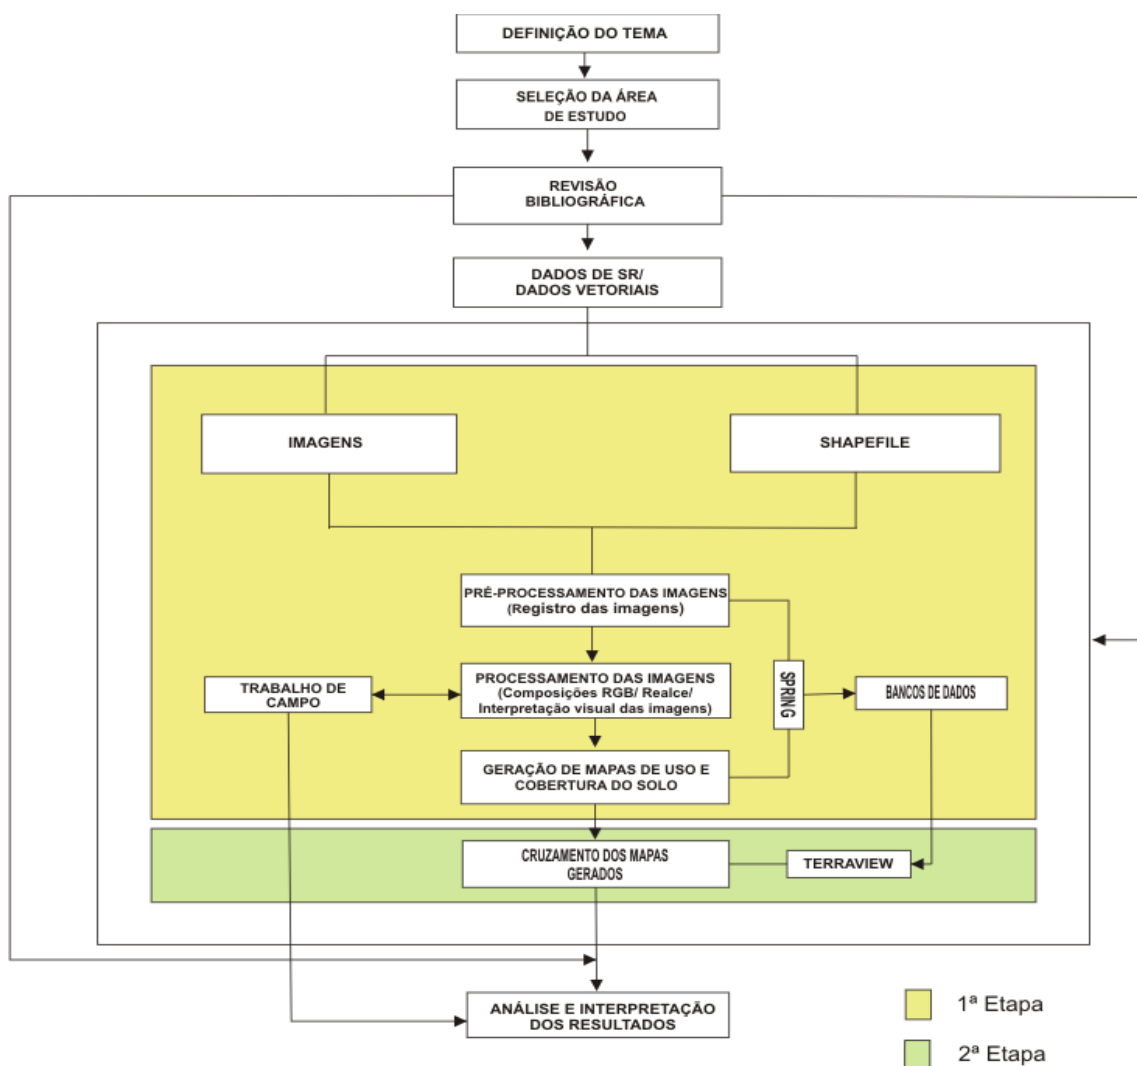 DEFINIÇÃO DO TEMA
SELEÇÃO DA ÁREA
DE ESTUDO
REVISÃO
BIBLIOGRÁFICA
DADOS DE SR/
DADOS VETORIAIS
IMAGENS
SHAPEFILE
PRÉ-PROCESSAMENTO DAS IMAGENS
(Registro das imagens)
PROCESSAMENTO DAS IMAGENS
(Composições RGB/ Realce/
Interpretação visual das imagens)
TRABALHO DE
CAMPO
SPRING
BANCOS DE DADOS
GERAÇÃO DE MAPAS DE USO E
COBERTURA DO SOLO
CRUZAMENTO DOS MAPAS
GERADOS
TERRAVIEW
ANÁLISE E INTERPRETAÇÃO
DOS RESULTADOS
1ª Etapa
2ª Etapa